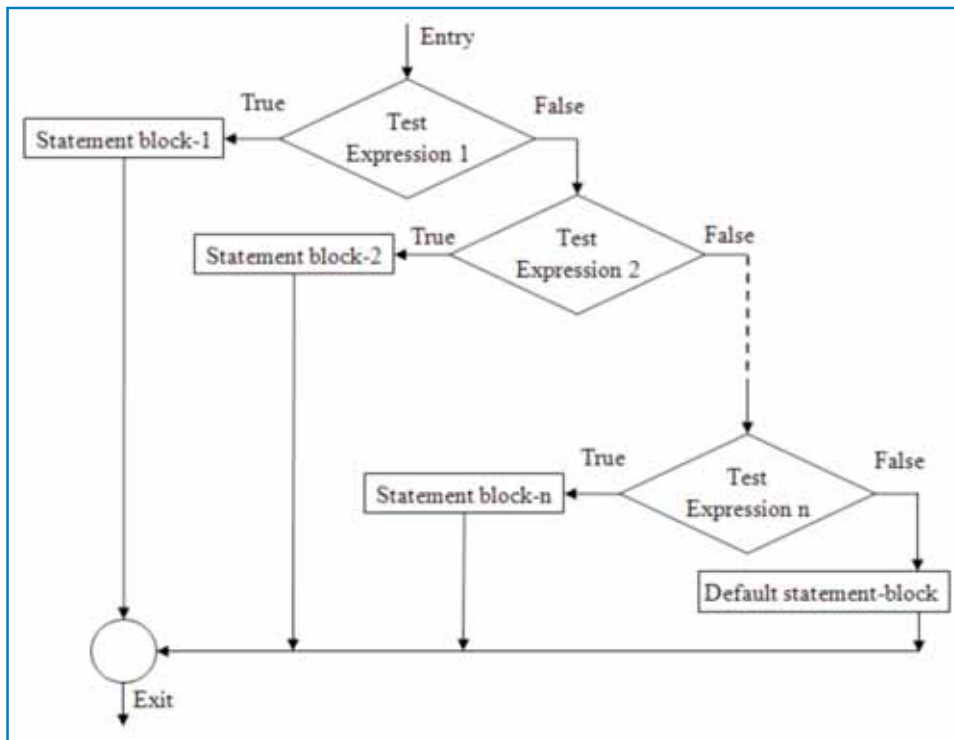 Entry
True
False
Test
Expression 1
Statement block-1
True
False
Test
Expression 2
Statement block-2
True
False
Test
Expression n
Statement block-n
Default statement-block
Exit